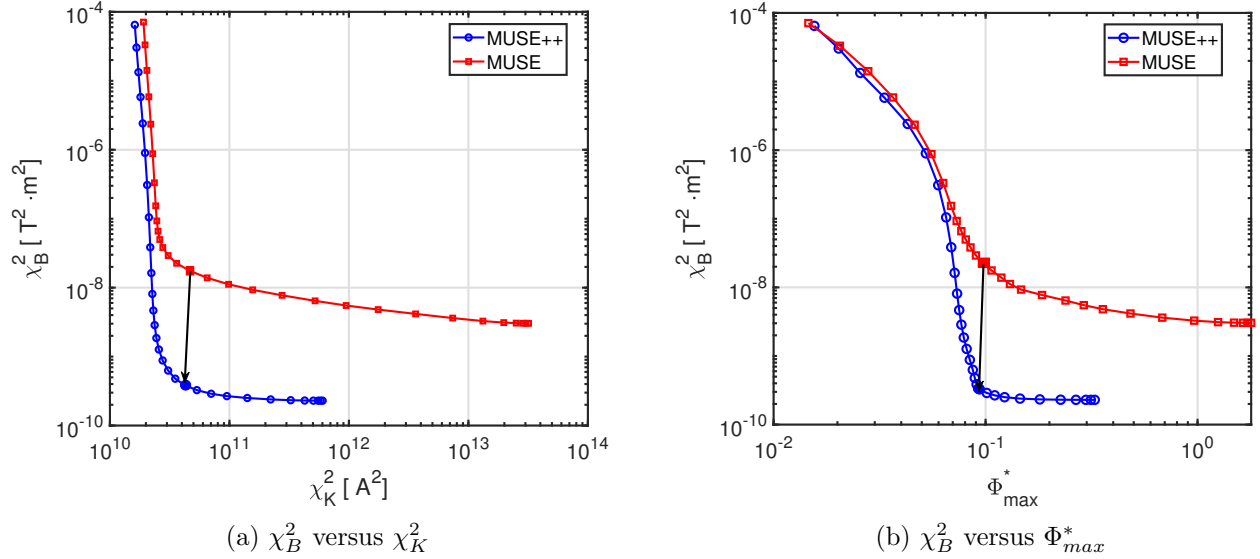 10^-4
10^-6
10^-8
10^-10
χ_B^2 [ T^2 ·m^2]
MUSE++
MUSE
10^10
10^11
10^12
10^13
10^14
χ_K^2 [ A^2]
(a) χ_B^2 versus χ_K^2
10^-4
10^-6
10^-8
10^-10
χ_B^2 [ T^2 ·m^2]
MUSE++
MUSE
10^-2
10^-1
10^0
Φ_max^*
(b) χ_B^2 versus Φ_max^*